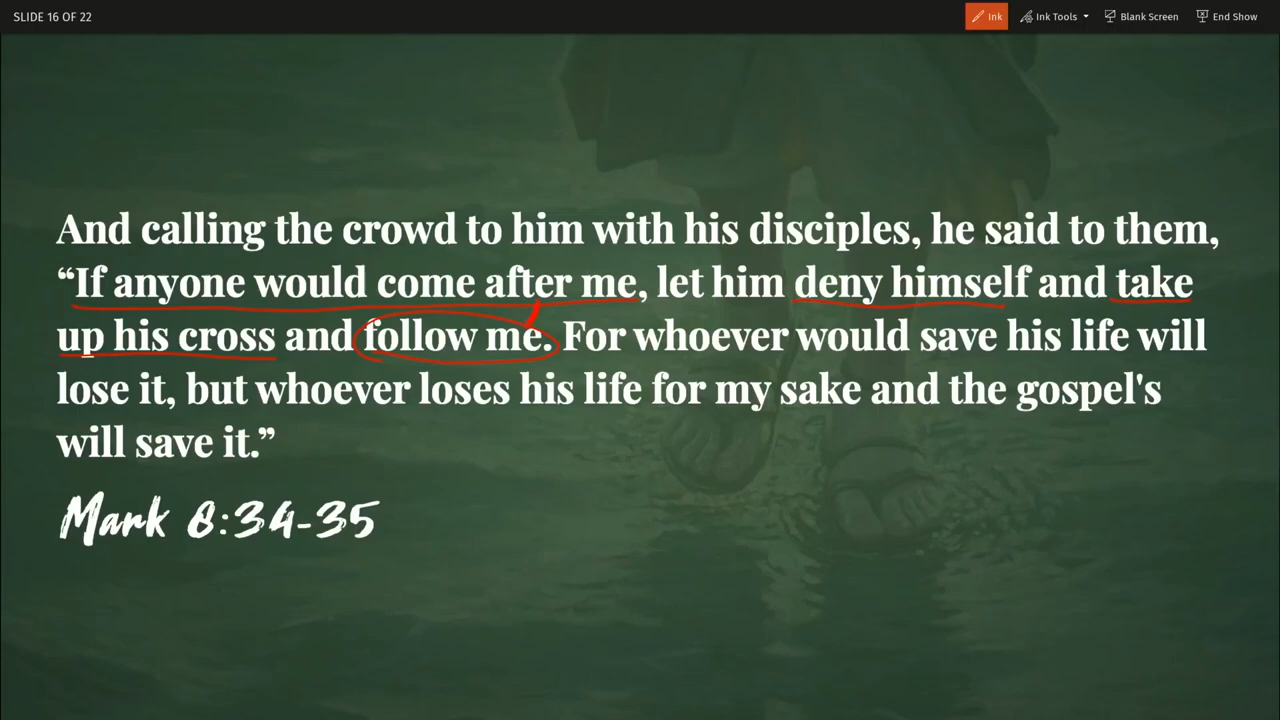 SLIDE 16 OF 22
Ink
Ink Tools
Blank Screen
End Show
And calling the crowd to him with his disciples, he said to them,
“If anyone would come after me, let him deny himself and take
up his cross and follow me. For whoever would save his life will
lose it, but whoever loses his life for my sake and the gospel's
will save it.”
Mark 8:34-35